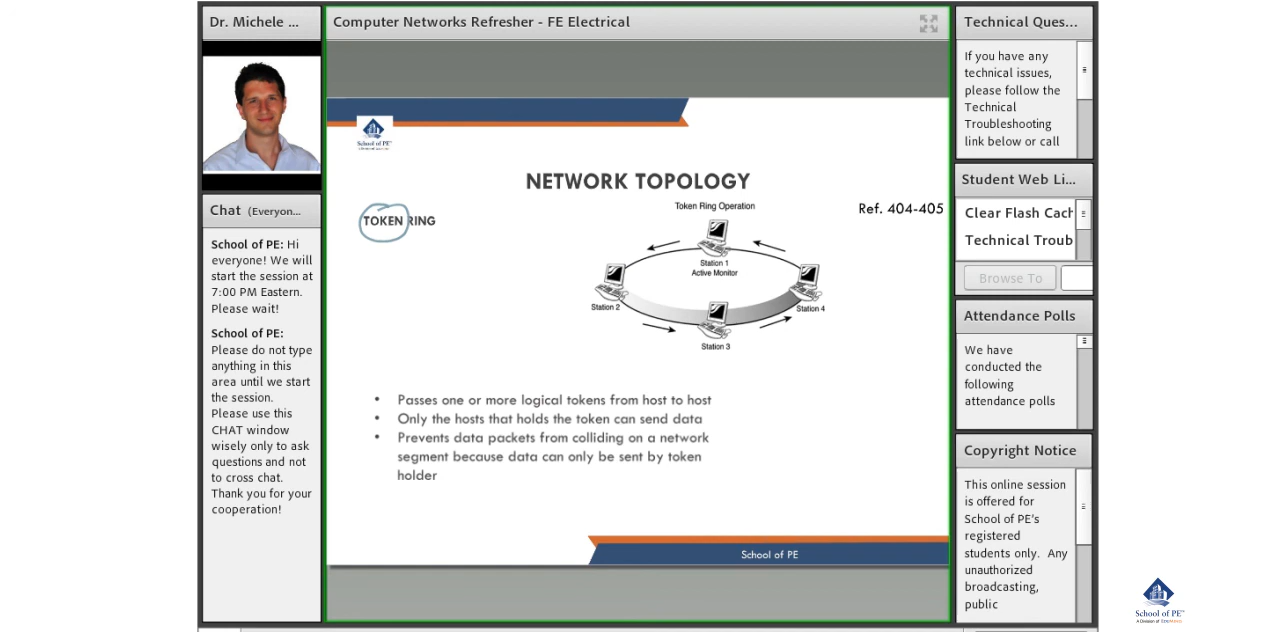 Dr. Michele ...
Chat (Everyon...
School of PE: Hi
everyone! We will
start the session at
7:00 PM Eastern.
Please wait!
School of PE:
Please do not type
anything in this
area until we start
the session.
Please use this
CHAT window
wisely only to ask
questions and not
to cross chat.
Thank you for your
cooperation!
Computer Networks Refresher - FE Electrical
School of PE
NETWORK TOPOLOGY
TOKEN RING
Token Ring Operation
Ref. 404-405
Station 1
Active Monitor
Station 2
Station 4
Station 3
• Passes one or more logical tokens from host to host
• Only the hosts that holds the token can send data
• Prevents data packets from colliding on a network
segment because data can only be sent by token
holder
School of PE
Technical Ques...
If you have any
technical issues,
please follow the
Technical
Troubleshooting
link below or call
Student Web Li...
Clear Flash Cach
Technical Troub
Browse To
Attendance Polls
We have
conducted the
following
attendance polls
Copyright Notice
This online session
is offered for
School of PE's
registered
students only. Any
unauthorized
broadcasting,
public
School of PE™
A Division of EduMind